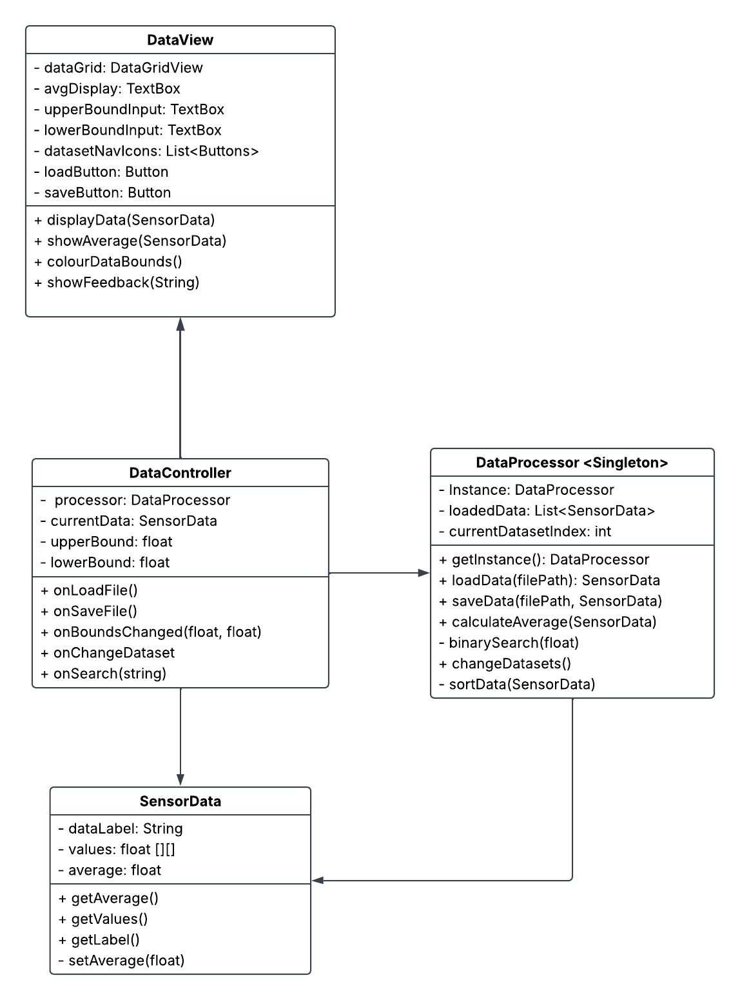 DataView
- dataGrid: DataGridView
- avgDisplay: TextBox
- upperBoundInput: TextBox
- lowerBoundInput: TextBox
- datasetNavIcons: List<Buttons>
- loadButton: Button
- saveButton: Button
+ displayData(SensorData)
+ showAverage(SensorData)
+ colourDataBounds()
+ showFeedback(String)
DataController
- processor: DataProcessor
- currentData: SensorData
- upperBound: float
- lowerBound: float
+ onLoadFile()
+ onSaveFile()
+ onBoundsChanged(float, float)
+ onChangeDataset
+ onSearch(string)
DataProcessor <Singleton>
- Instance: DataProcessor
- loadedData: List<SensorData>
- currentDatasetIndex: int
+ getInstance(): DataProcessor
+ loadData(filePath): SensorData
+ saveData(filePath, SensorData)
+ calculateAverage(SensorData)
- binarySearch(float)
+ changeDatasets()
- sortData(SensorData)
SensorData
- dataLabel: String
- values: float [][]
- average: float
+ getAverage()
+ getValues()
+ getLabel()
- setAverage(float)